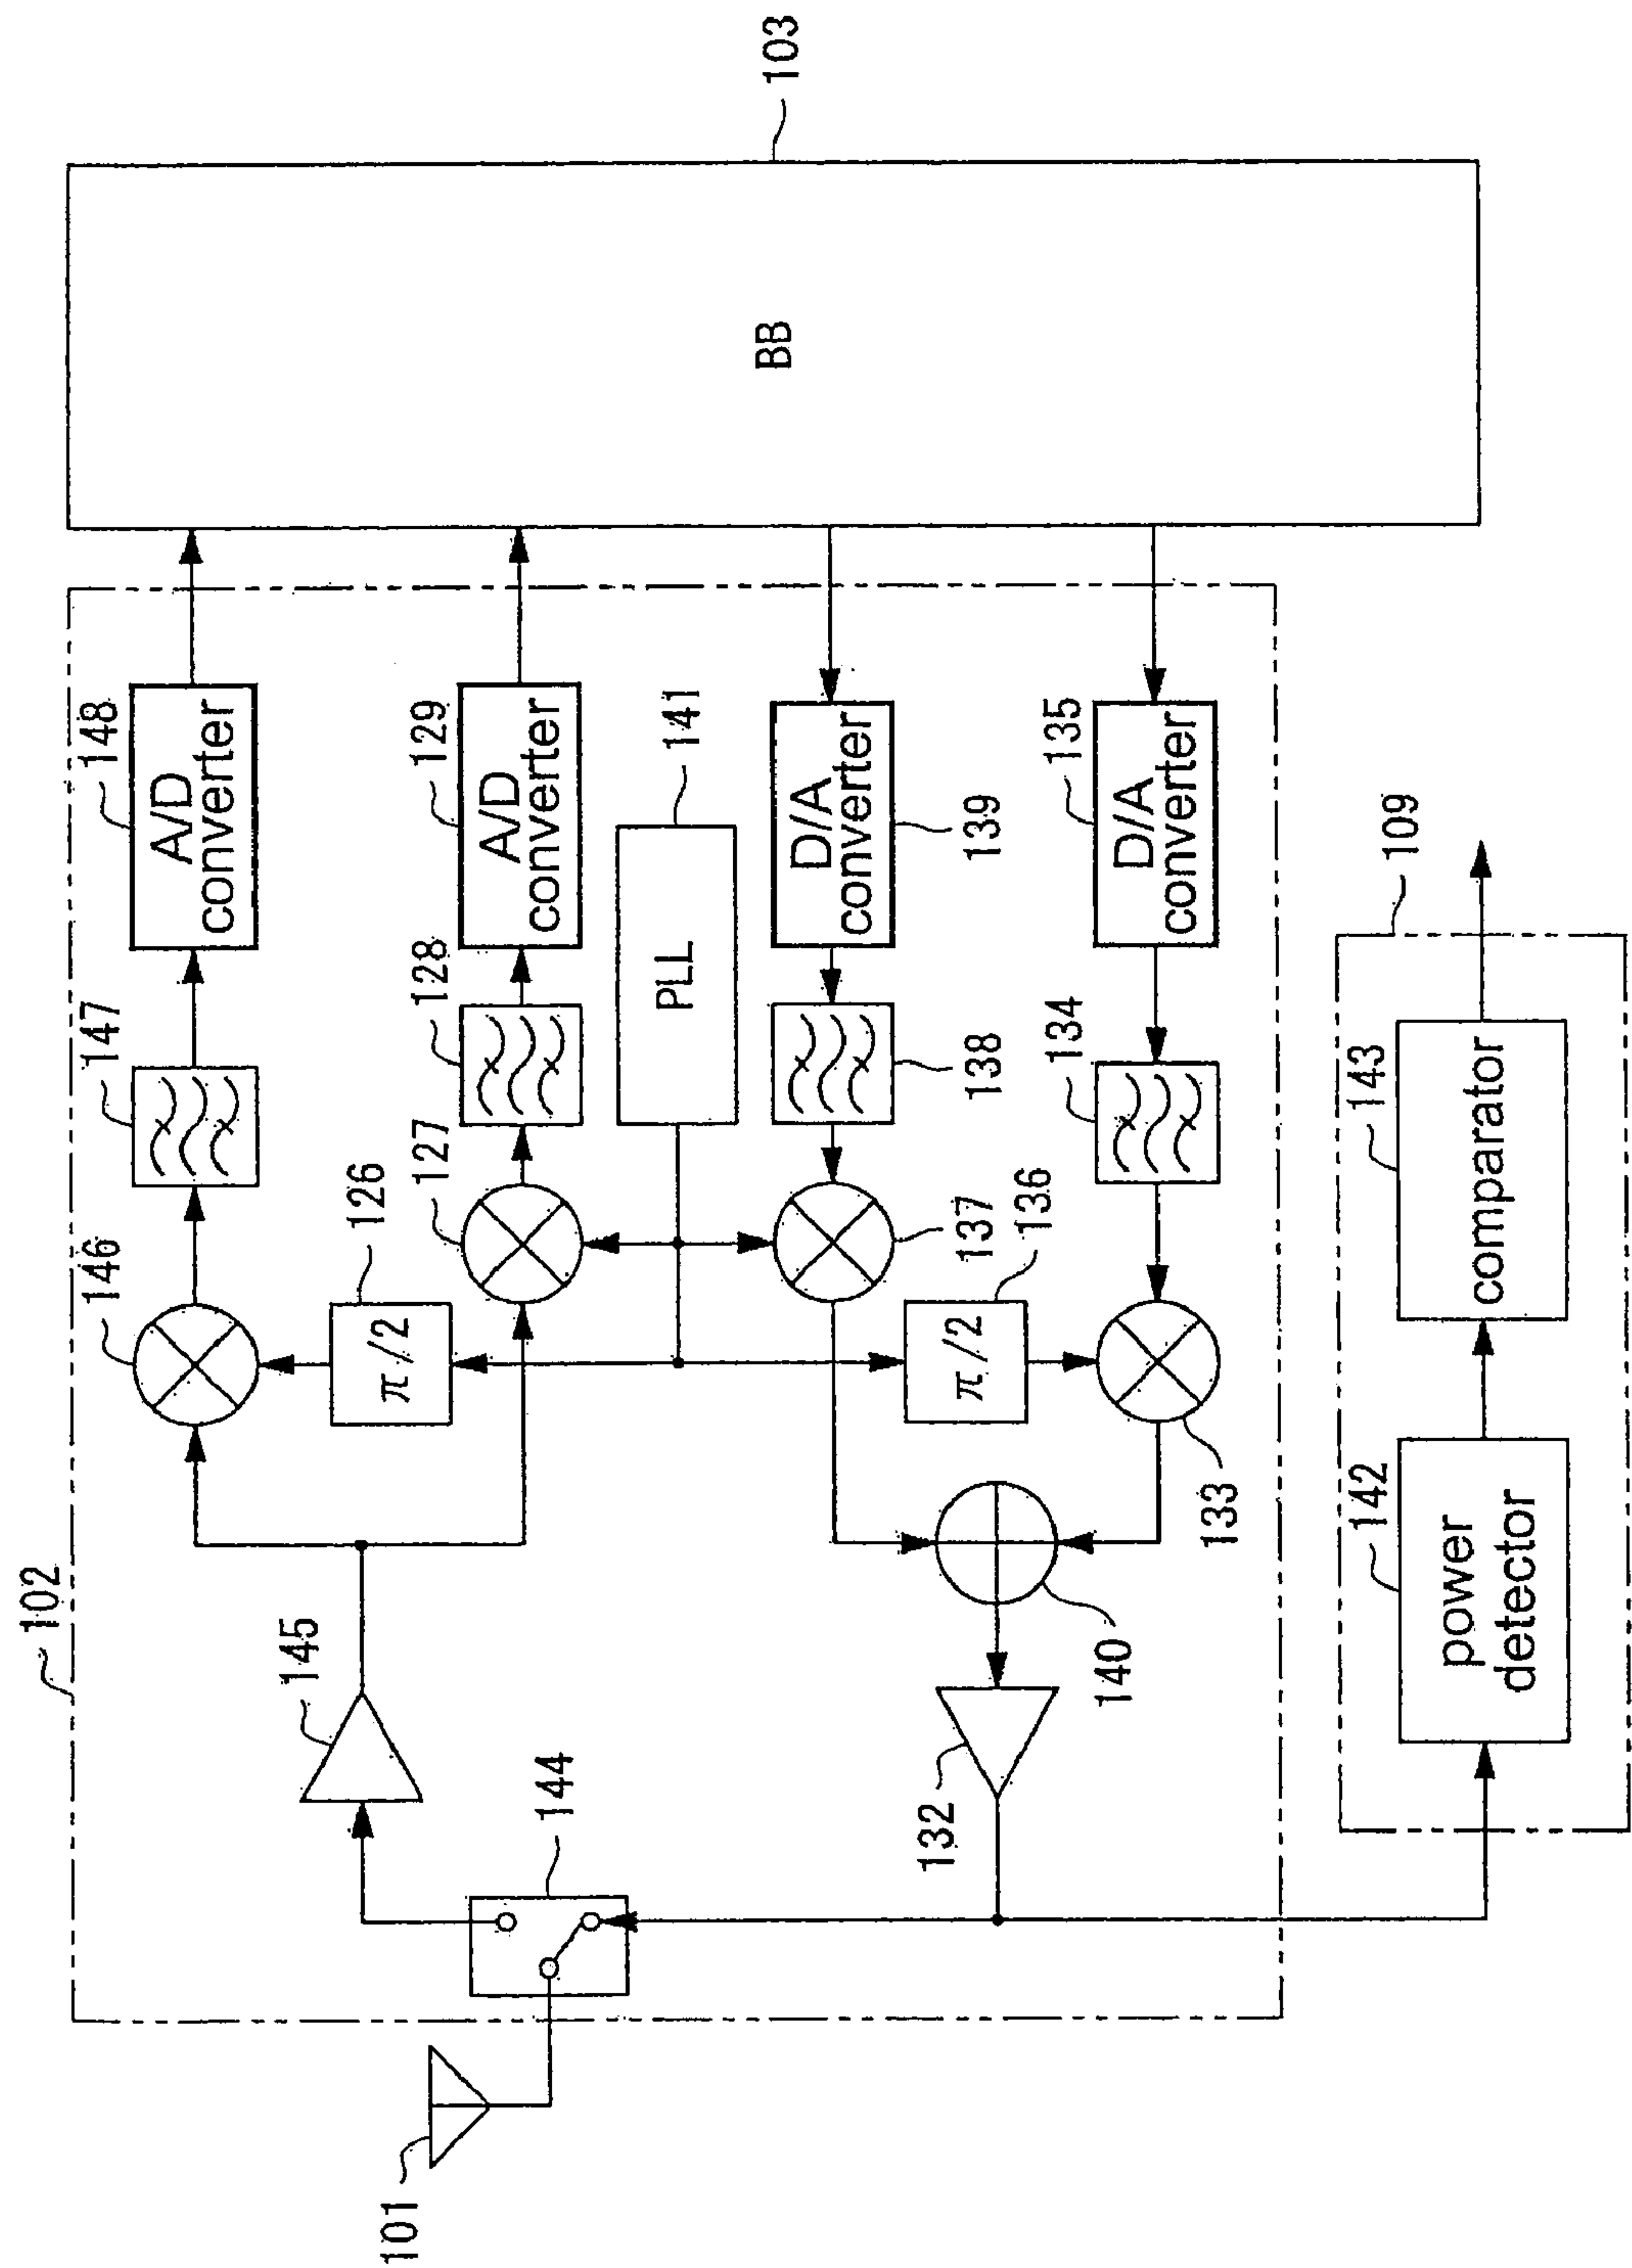 102
101
144
145
146
126
π/2
147
148
A/D
converter
127
128
129
A/D
converter
141
PLL
BB
103
132
140
137
138
139
D/A
converter
136
π/2
133
134
135
D/A
converter
109
142
power
detector
143
comparator